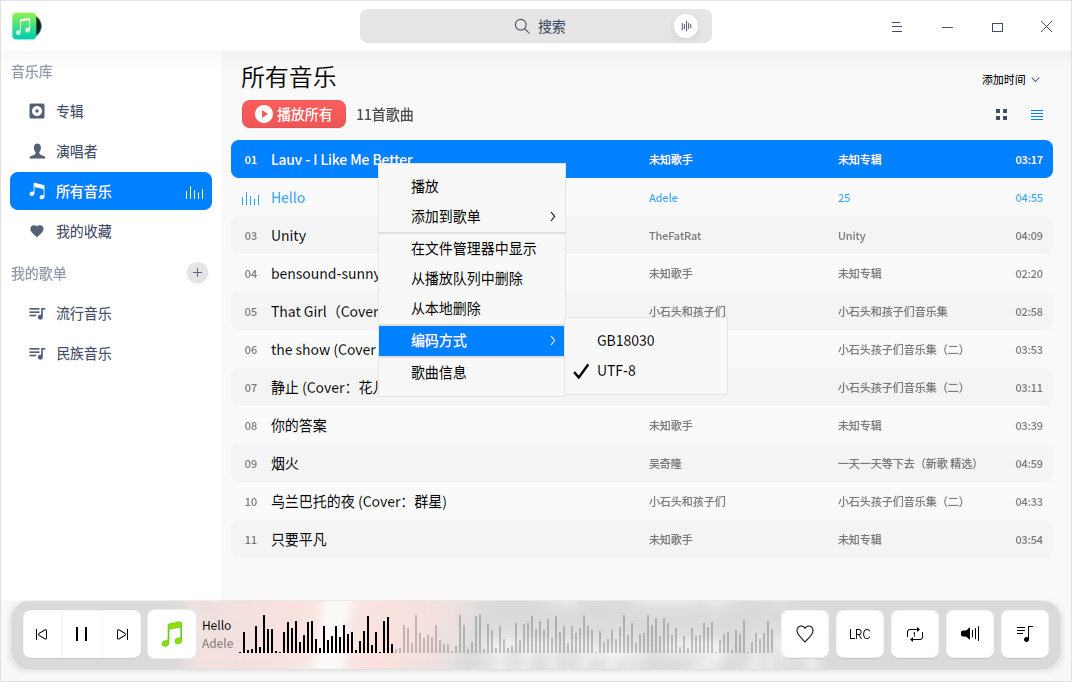 搜索
音乐库
专辑
演唱者
所有音乐
我的收藏
我的歌单
流行音乐
民族音乐
所有音乐
添加时间
播放所有 11首歌曲
01 Lauv - I Like Me Better 未知歌手 未知专辑 03:17
Hello Adele 25 04:55
03 Unity TheFatRat Unity 04:09
04 bensound-sunny 未知歌手 未知专辑 02:20
05 That Girl（Cover 小石头和孩子们 小石头孩子们音乐集 02:58
06 the show (Cover 小石头孩子们音乐集（二） 03:53
07 静止 (Cover：花儿 小石头孩子们音乐集（二） 03:11
08 你的答案 未知歌手 未知专辑 03:39
09 烟火 吴奇隆 一天一天等下去（新歌 精选） 04:59
10 乌兰巴托的夜 (Cover：群星) 小石头和孩子们 小石头孩子们音乐集（二） 04:33
11 只要平凡 未知歌手 未知专辑 03:54
播放
添加到歌单
在文件管理器中显示
从播放队列中删除
从本地删除
编码方式
歌曲信息
GB18030
UTF-8
Hello
Adele
LRC